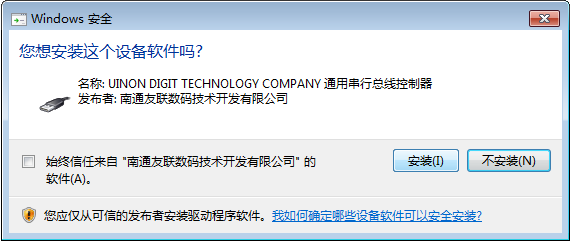 Windows 安全
您想安装这个设备软件吗?
名称: UINON DIGIT TECHNOLOGY COMPANY 通用串行总线控制器
发布者: 南通友联数码技术开发有限公司
始终信任来自 "南通友联数码技术开发有限公司" 的
软件(A)。
安装(I)
不安装(N)
您应仅从可信的发布者安装驱动程序软件。我如何确定哪些设备软件可以安全安装?